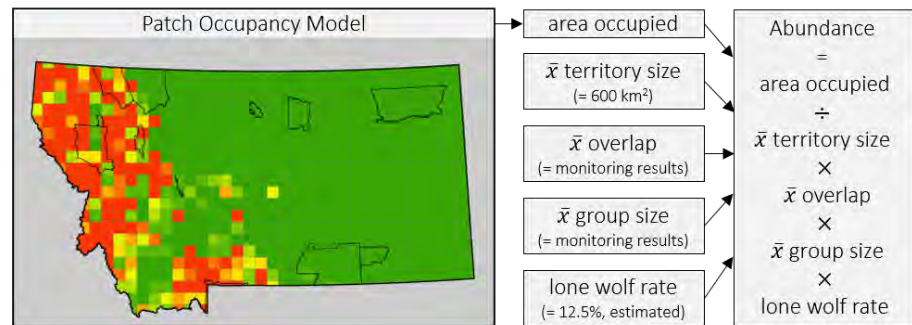 Patch Occupancy Model
area occupied
x̄ territory size
(= 600 km²)
x̄ overlap
(= monitoring results)
x̄ group size
(= monitoring results)
lone wolf rate
(= 12.5%, estimated)
Abundance
=
area occupied
÷
x̄ territory size
×
x̄ overlap
×
x̄ group size
×
lone wolf rate